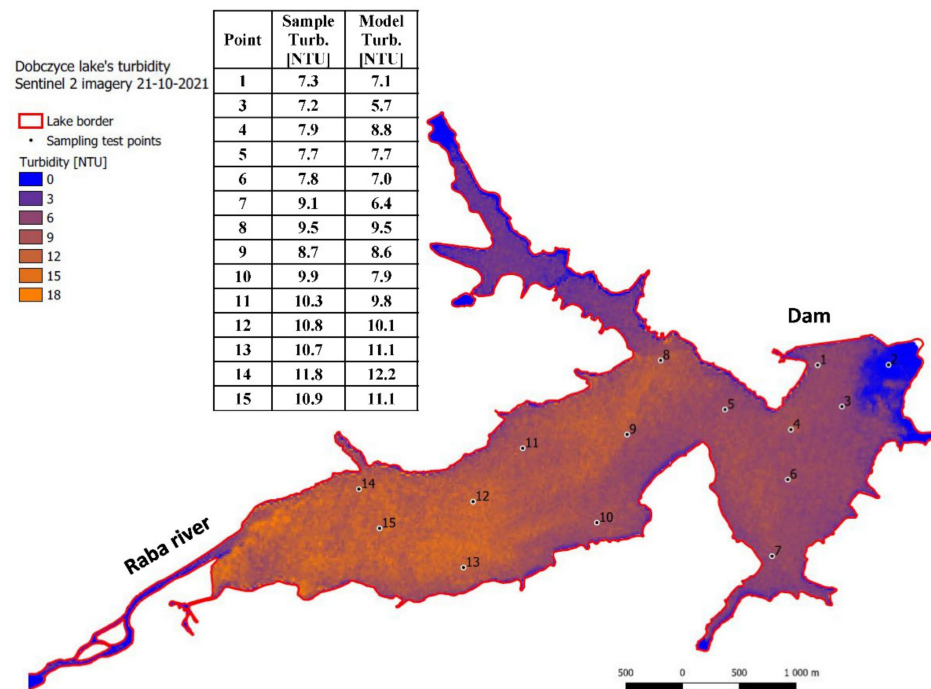 Dobczyce lake's turbidity
Sentinel 2 imagery 21-10-2021
Lake border
Sampling test points
Turbidity [NTU]
0
3
6
9
12
15
18
Point Sample Turb. [NTU] Model Turb. [NTU]
1 7.3 7.1
3 7.2 5.7
4 7.9 8.8
5 7.7 7.7
6 7.8 7.0
7 9.1 6.4
8 9.5 9.5
9 8.7 8.6
10 9.9 7.9
11 10.3 9.8
12 10.8 10.1
13 10.7 11.1
14 11.8 12.2
15 10.9 11.1
Dam
8
1
2
3
5
4
9
11
6
14
12
10
15
7
13
Raba river
500 0 500 1 000 m